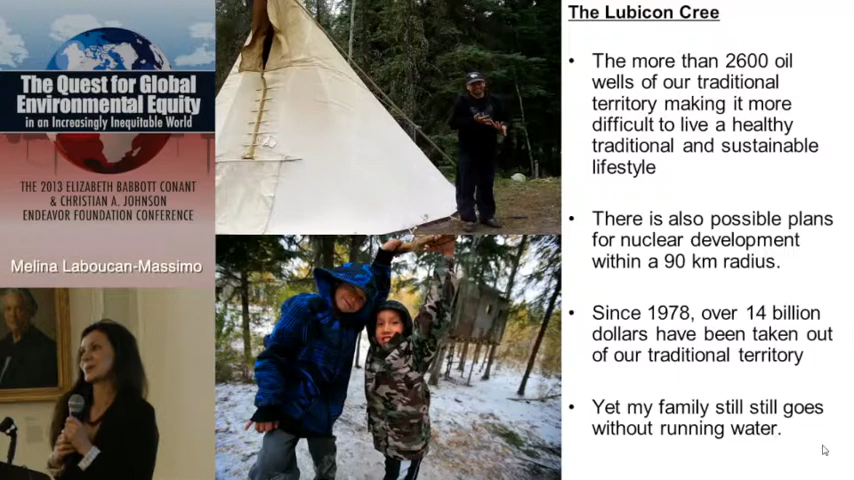 The Quest for Global
Environmental Equity
in an Increasingly Inequitable World
THE 2013 ELIZABETH BABBOTT CONANT
& CHRISTIAN A. JOHNSON
ENDEAVOR FOUNDATION CONFERENCE
Melina Laboucan-Massimo
The Lubicon Cree
• The more than 2600 oil
wells of our traditional
territory making it more
difficult to live a healthy
traditional and sustainable
lifestyle
• There is also possible plans
for nuclear development
within a 90 km radius.
• Since 1978, over 14 billion
dollars have been taken out
of our traditional territory
• Yet my family still still goes
without running water.